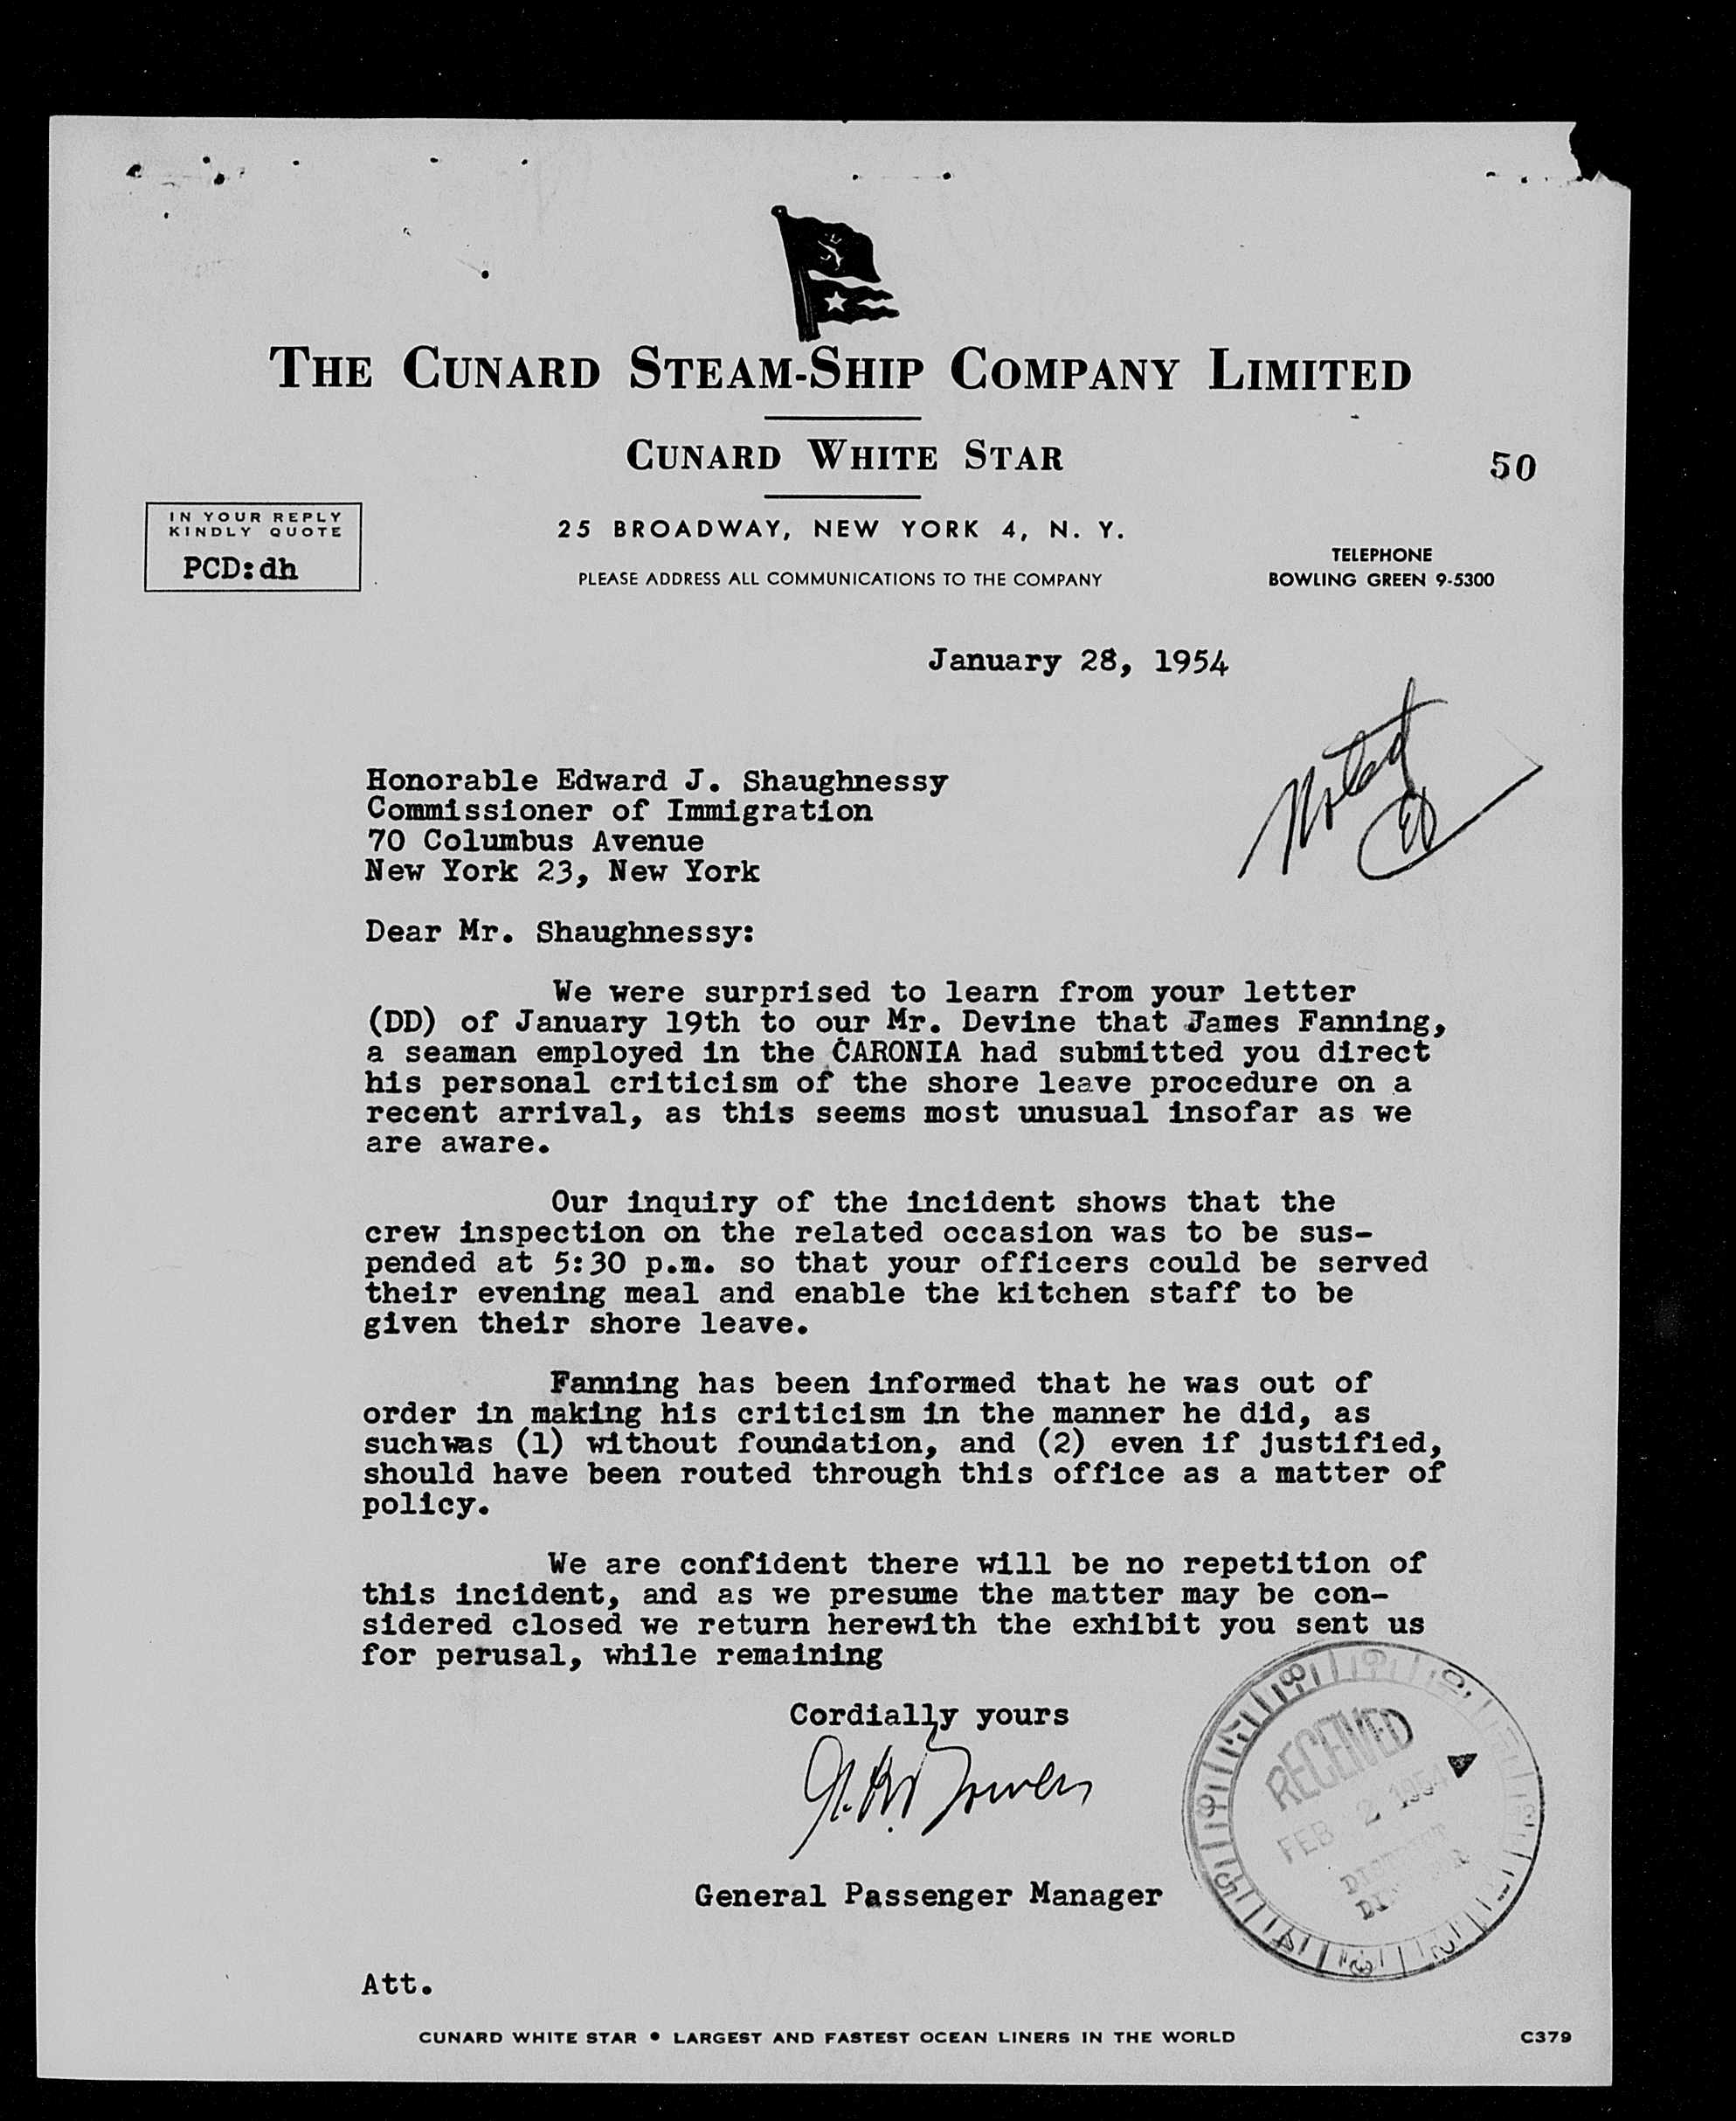 THE CUNARD STEAM-SHIP COMPANY LIMITED
CUNARD WHITE STAR
50
IN YOUR REPLY
KINDLY QUOTE
PCD:dh
25 BROADWAY, NEW YORK 4, N. Y.
PLEASE ADDRESS ALL COMMUNICATIONS TO THE COMPANY
TELEPHONE
BOWLING GREEN 9-5300
January 28, 1954
Noted
Honorable Edward J. Shaughnessy
Commissioner of Immigration
70 Columbus Avenue
New York 23, New York
Dear Mr. Shaughnessy:
We were surprised to learn from your letter
(DD) of January 19th to our Mr. Devine that James Fanning,
a seaman employed in the CARONIA had submitted you direct
his personal criticism of the shore leave procedure on a
recent arrival, as this seems most unusual insofar as we
are aware.
Our inquiry of the incident shows that the
crew inspection on the related occasion was to be sus-
pended at 5:30 p.m. so that your officers could be served
their evening meal and enable the kitchen staff to be
given their shore leave.
Fanning has been informed that he was out of
order in making his criticism in the manner he did, as
such was (1) without foundation, and (2) even if justified,
should have been routed through this office as a matter of
policy.
We are confident there will be no repetition of
this incident, and as we presume the matter may be con-
sidered closed we return herewith the exhibit you sent us
for perusal, while remaining
Cordially yours
General Passenger Manager
RECEIVED
FEB 2 1954
Att.
CUNARD WHITE STAR • LARGEST AND FASTEST OCEAN LINERS IN THE WORLD
C379